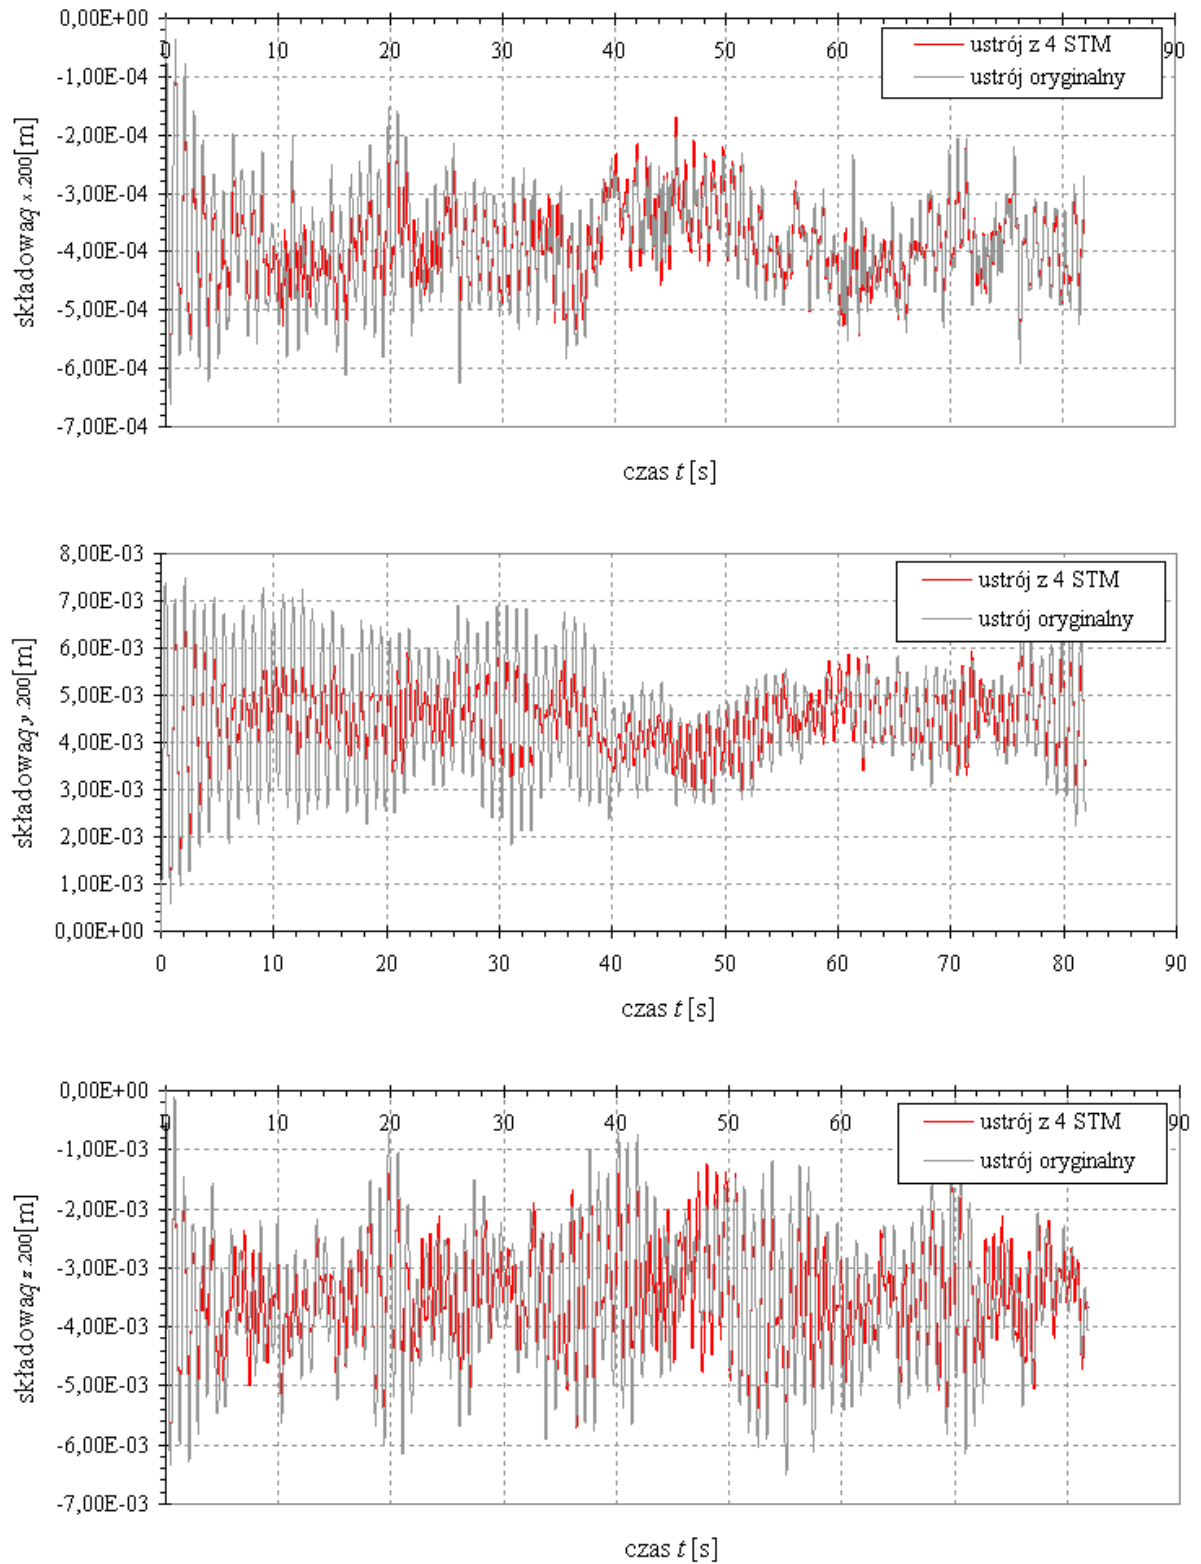 0,00E+00
-1,00E-04
-2,00E-04
-3,00E-04
-4,00E-04
-5,00E-04
-6,00E-04
-7,00E-04
0 10 20 30 40 50 60 90
składowa q x .200 [m]
ustrój z 4 STM
ustrój oryginalny
czas t [s]
8,00E-03
7,00E-03
6,00E-03
5,00E-03
4,00E-03
3,00E-03
2,00E-03
1,00E-03
0,00E+00
0 10 20 30 40 50 60 70 80 90
składowa q y .200 [m]
ustrój z 4 STM
ustrój oryginalny
czas t [s]
0,00E+00
-1,00E-03
-2,00E-03
-3,00E-03
-4,00E-03
-5,00E-03
-6,00E-03
-7,00E-03
0 10 20 30 40 50 60 90
składowa q z .200 [m]
ustrój z 4 STM
ustrój oryginalny
czas t [s]